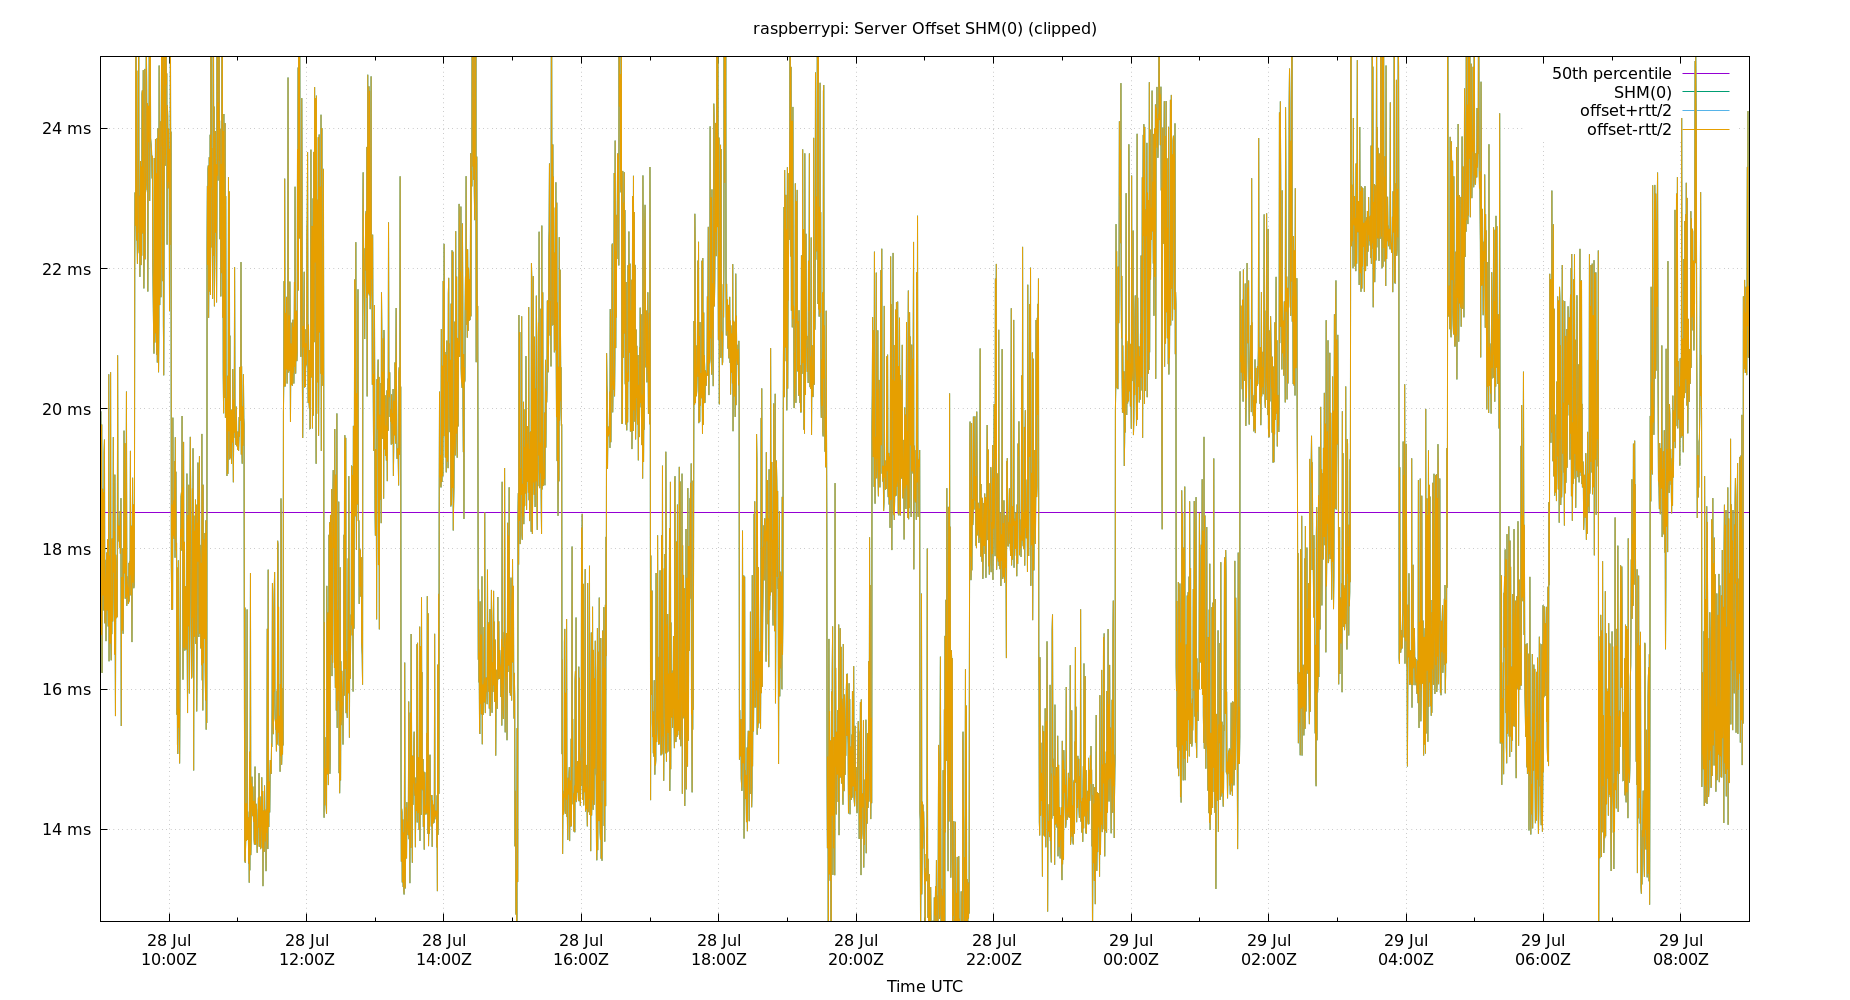 raspberrypi: Server Offset SHM(0) (clipped)
50th percentile
SHM(0)
offset+rtt/2
offset-rtt/2
24 ms
22 ms
20 ms
18 ms
16 ms
14 ms
28 Jul 28 Jul 28 Jul 28 Jul 28 Jul 28 Jul 28 Jul 29 Jul 29 Jul 29 Jul 29 Jul 29 Jul
10:00Z 12:00Z 14:00Z 16:00Z 18:00Z 20:00Z 22:00Z 00:00Z 02:00Z 04:00Z 06:00Z 08:00Z
Time UTC